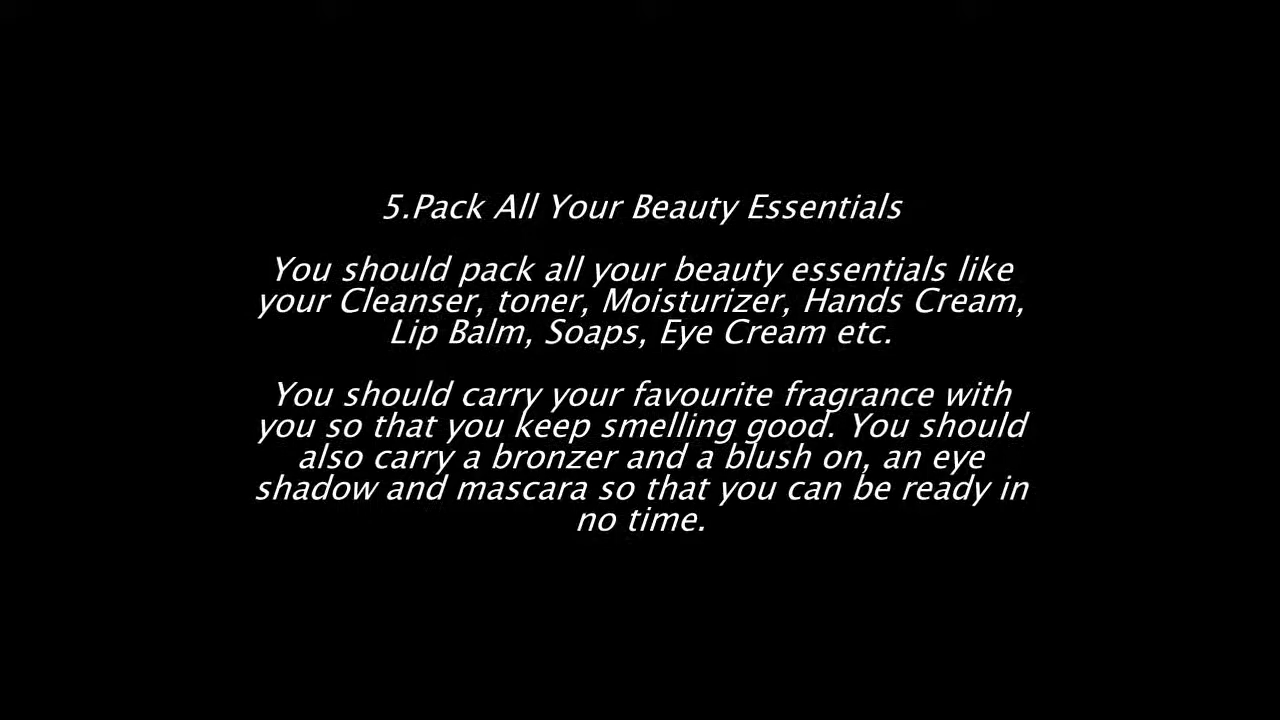 5.Pack All Your Beauty Essentials
You should pack all your beauty essentials like
your Cleanser, toner, Moisturizer, Hands Cream,
Lip Balm, Soaps, Eye Cream etc.
You should carry your favourite fragrance with
you so that you keep smelling good. You should
also carry a bronzer and a blush on, an eye
shadow and mascara so that you can be ready in
no time.